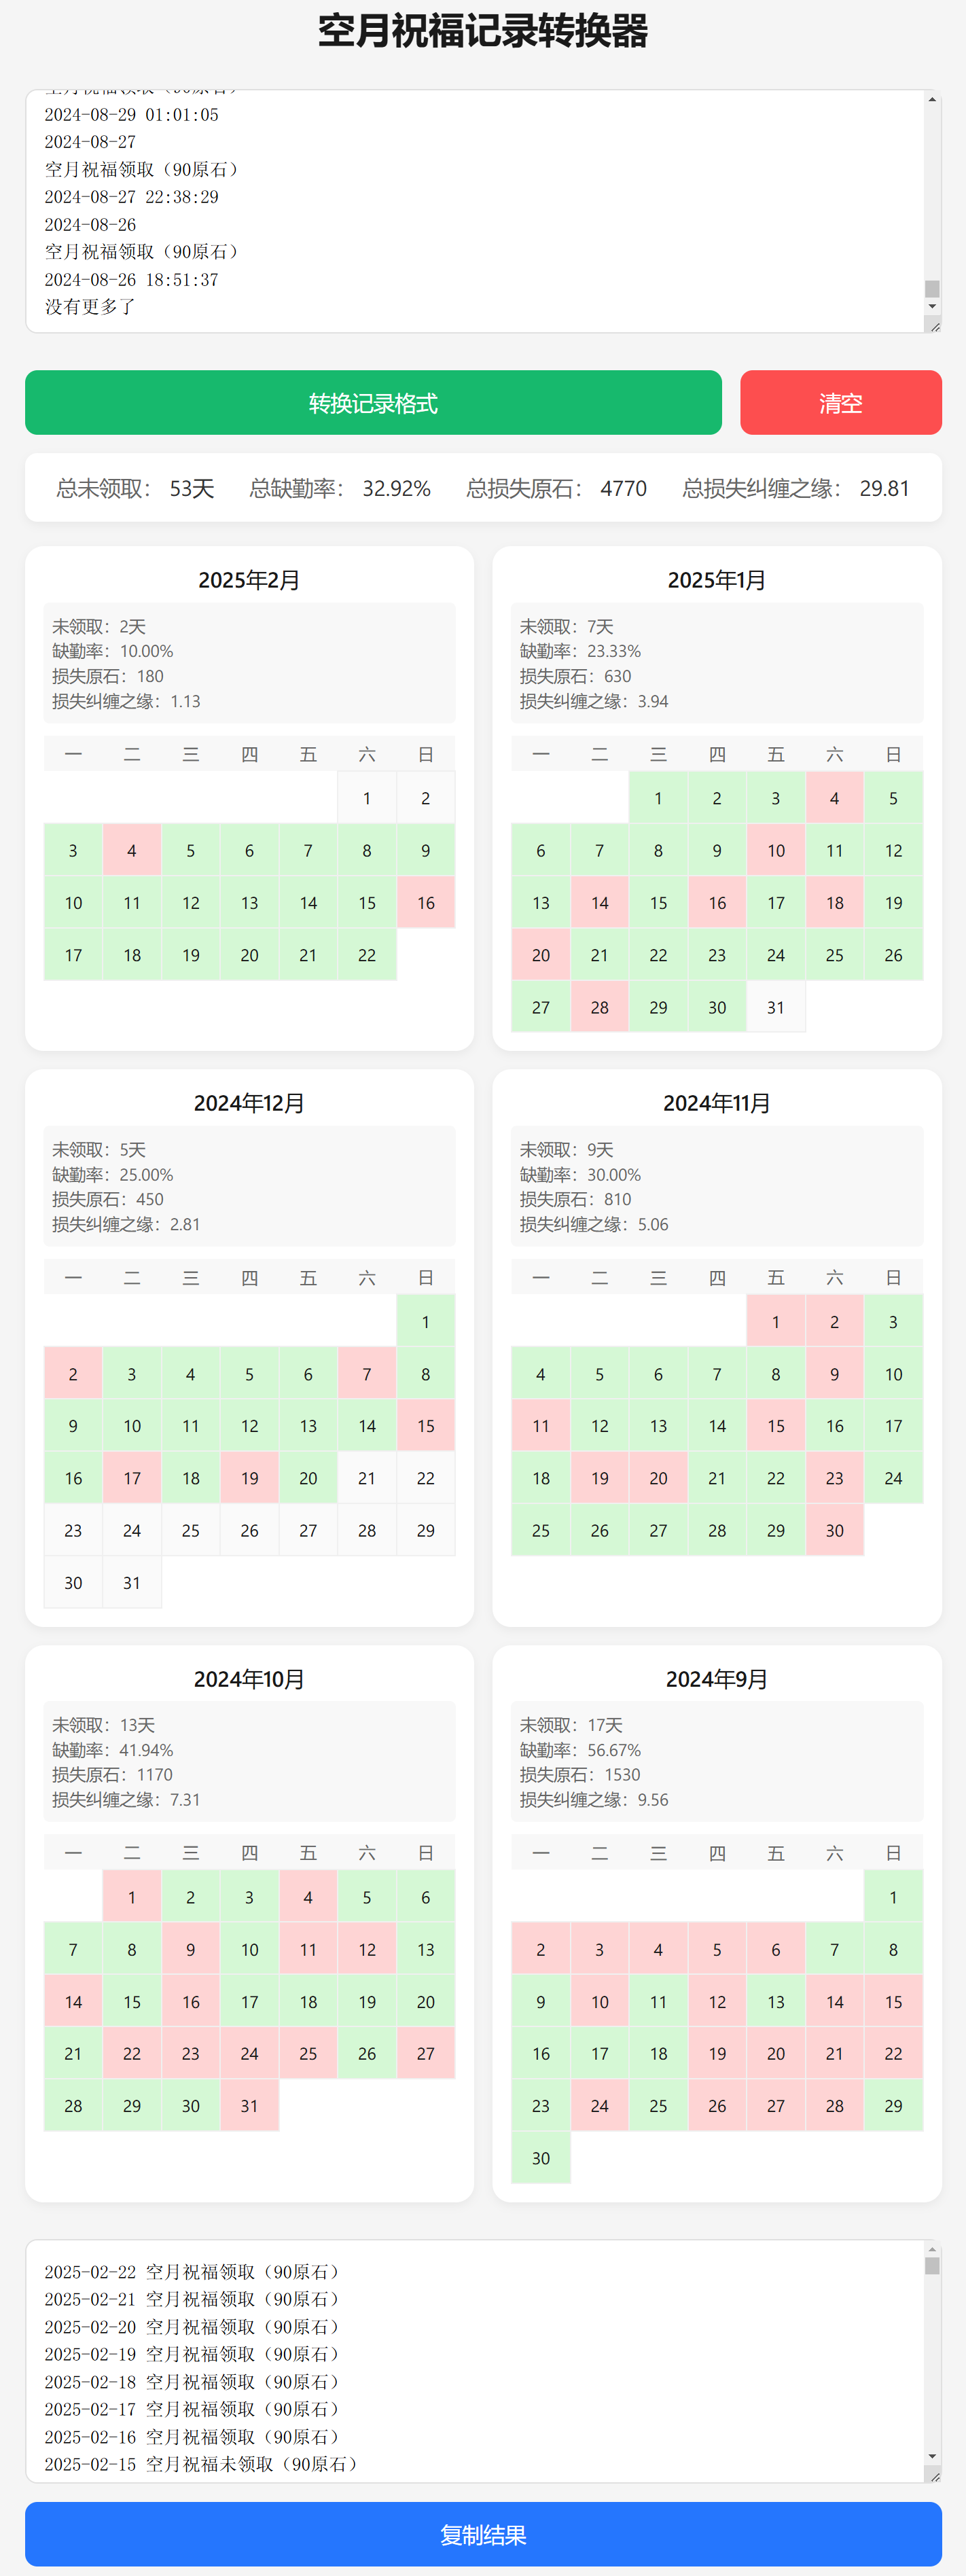 空月祝福记录转换器
空月祝福领取（90原石）
2024-08-29 01:01:05
2024-08-27
空月祝福领取（90原石）
2024-08-27 22:38:29
2024-08-26
空月祝福领取（90原石）
2024-08-26 18:51:37
没有更多了
转换记录格式 清空
总未领取： 53天 总缺勤率： 32.92% 总损失原石： 4770 总损失纠缠之缘： 29.81
2025年2月
未领取：2天
缺勤率：10.00%
损失原石：180
损失纠缠之缘：1.13
一 二 三 四 五 六 日
1 2
3 4 5 6 7 8 9
10 11 12 13 14 15 16
17 18 19 20 21 22
2025年1月
未领取：7天
缺勤率：23.33%
损失原石：630
损失纠缠之缘：3.94
一 二 三 四 五 六 日
1 2 3 4 5
6 7 8 9 10 11 12
13 14 15 16 17 18 19
20 21 22 23 24 25 26
27 28 29 30 31
2024年12月
未领取：5天
缺勤率：25.00%
损失原石：450
损失纠缠之缘：2.81
一 二 三 四 五 六 日
1
2 3 4 5 6 7 8
9 10 11 12 13 14 15
16 17 18 19 20 21 22
23 24 25 26 27 28 29
30 31
2024年11月
未领取：9天
缺勤率：30.00%
损失原石：810
损失纠缠之缘：5.06
一 二 三 四 五 六 日
1 2 3
4 5 6 7 8 9 10
11 12 13 14 15 16 17
18 19 20 21 22 23 24
25 26 27 28 29 30
2024年10月
未领取：13天
缺勤率：41.94%
损失原石：1170
损失纠缠之缘：7.31
一 二 三 四 五 六 日
1 2 3 4 5 6
7 8 9 10 11 12 13
14 15 16 17 18 19 20
21 22 23 24 25 26 27
28 29 30 31
2024年9月
未领取：17天
缺勤率：56.67%
损失原石：1530
损失纠缠之缘：9.56
一 二 三 四 五 六 日
1
2 3 4 5 6 7 8
9 10 11 12 13 14 15
16 17 18 19 20 21 22
23 24 25 26 27 28 29
30
2025-02-22 空月祝福领取（90原石）
2025-02-21 空月祝福领取（90原石）
2025-02-20 空月祝福领取（90原石）
2025-02-19 空月祝福领取（90原石）
2025-02-18 空月祝福领取（90原石）
2025-02-17 空月祝福领取（90原石）
2025-02-16 空月祝福领取（90原石）
2025-02-15 空月祝福未领取（90原石）
复制结果